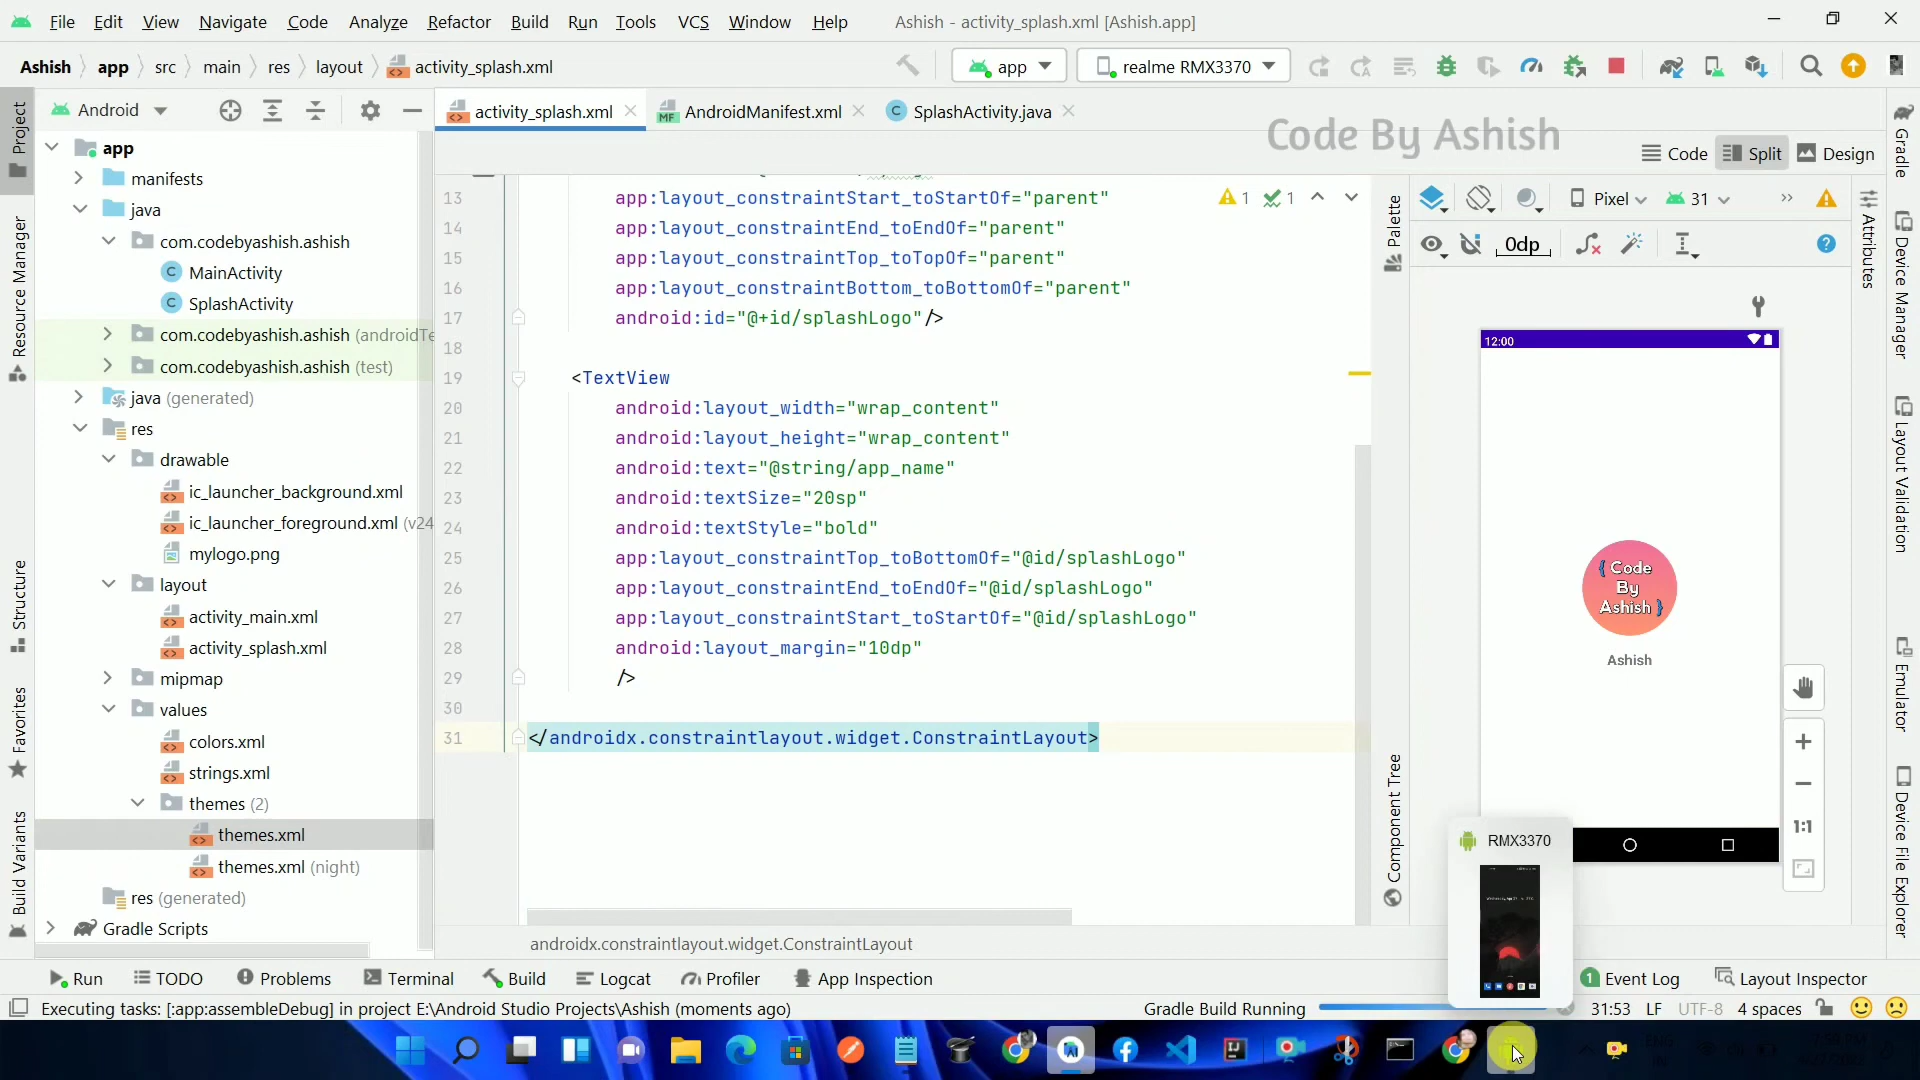 File Edit View Navigate Code Analyze Refactor Build Run Tools VCS Window Help Ashish - activity_splash.xml [Ashish.app]
Ashish app src main res layout activity_splash.xml app realme RMX3370
Android activity_splash.xml AndroidManifest.xml SplashActivity.java
Code By Ashish
Code Split Design
app
manifests
java
com.codebyashish.ashish
MainActivity
SplashActivity
com.codebyashish.ashish (androidTe
com.codebyashish.ashish (test)
java (generated)
res
drawable
ic_launcher_background.xml
ic_launcher_foreground.xml (v24
mylogo.png
layout
activity_main.xml
activity_splash.xml
mipmap
values
colors.xml
strings.xml
themes (2)
themes.xml
themes.xml (night)
res (generated)
Gradle Scripts
Project
Resource Manager
Structure
Favorites
Build Variants
13 app:layout_constraintStart_toStartOf="parent"
14 app:layout_constraintEnd_toEndOf="parent"
15 app:layout_constraintTop_toTopOf="parent"
16 app:layout_constraintBottom_toBottomOf="parent"
17 android:id="@+id/splashLogo"/>
18
19 <TextView
20 android:layout_width="wrap_content"
21 android:layout_height="wrap_content"
22 android:text="@string/app_name"
23 android:textSize="20sp"
24 android:textStyle="bold"
25 app:layout_constraintTop_toBottomOf="@id/splashLogo"
26 app:layout_constraintEnd_toEndOf="@id/splashLogo"
27 app:layout_constraintStart_toStartOf="@id/splashLogo"
28 android:layout_margin="10dp"
29 />
30
31 </androidx.constraintlayout.widget.ConstraintLayout>
1 1
androidx.constraintlayout.widget.ConstraintLayout
Palette
Component Tree
Pixel 31
0dp
12:00
{ Code
By
Ashish }
Ashish
1:1
RMX3370
Attributes
Gradle
Device Manager
Layout Validation
Emulator
Device File Explorer
Run TODO Problems Terminal Build Logcat Profiler App Inspection 1 Event Log Layout Inspector
Executing tasks: [:app:assembleDebug] in project E:\Android Studio Projects\Ashish (moments ago) Gradle Build Running 31:53 LF UTF-8 4 spaces